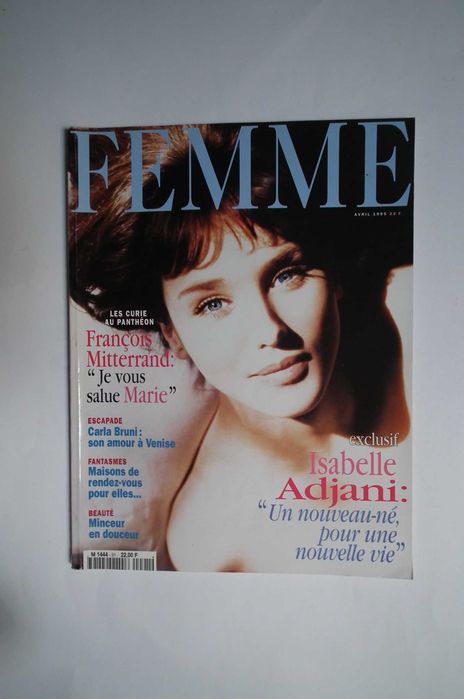 FEMME
AVRIL 1995 22 F
LES CURIE
AU PANTHÉON
François
Mitterrand:
“Je vous
salue Marie”
ESCAPADE
Carla Bruni :
son amour à Venise
FANTASMES
Maisons de
rendez-vous
pour elles...
BEAUTÉ
Minceur
en douceur
exclusif
Isabelle
Adjani:
“Un nouveau-né,
pour une
nouvelle vie”
22,00 F